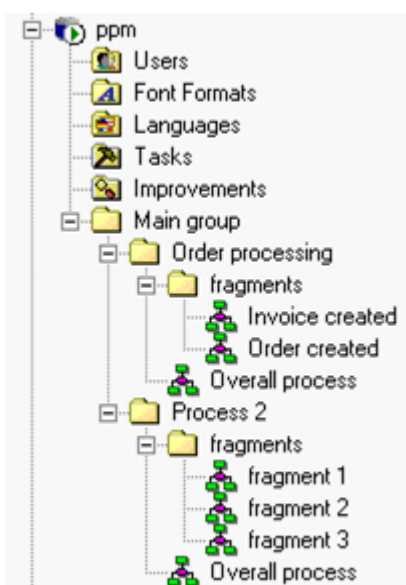 ppm
Users
Font Formats
Languages
Tasks
Improvements
Main group
Order processing
fragments
Invoice created
Order created
Overall process
Process 2
fragments
fragment 1
fragment 2
fragment 3
Overall process